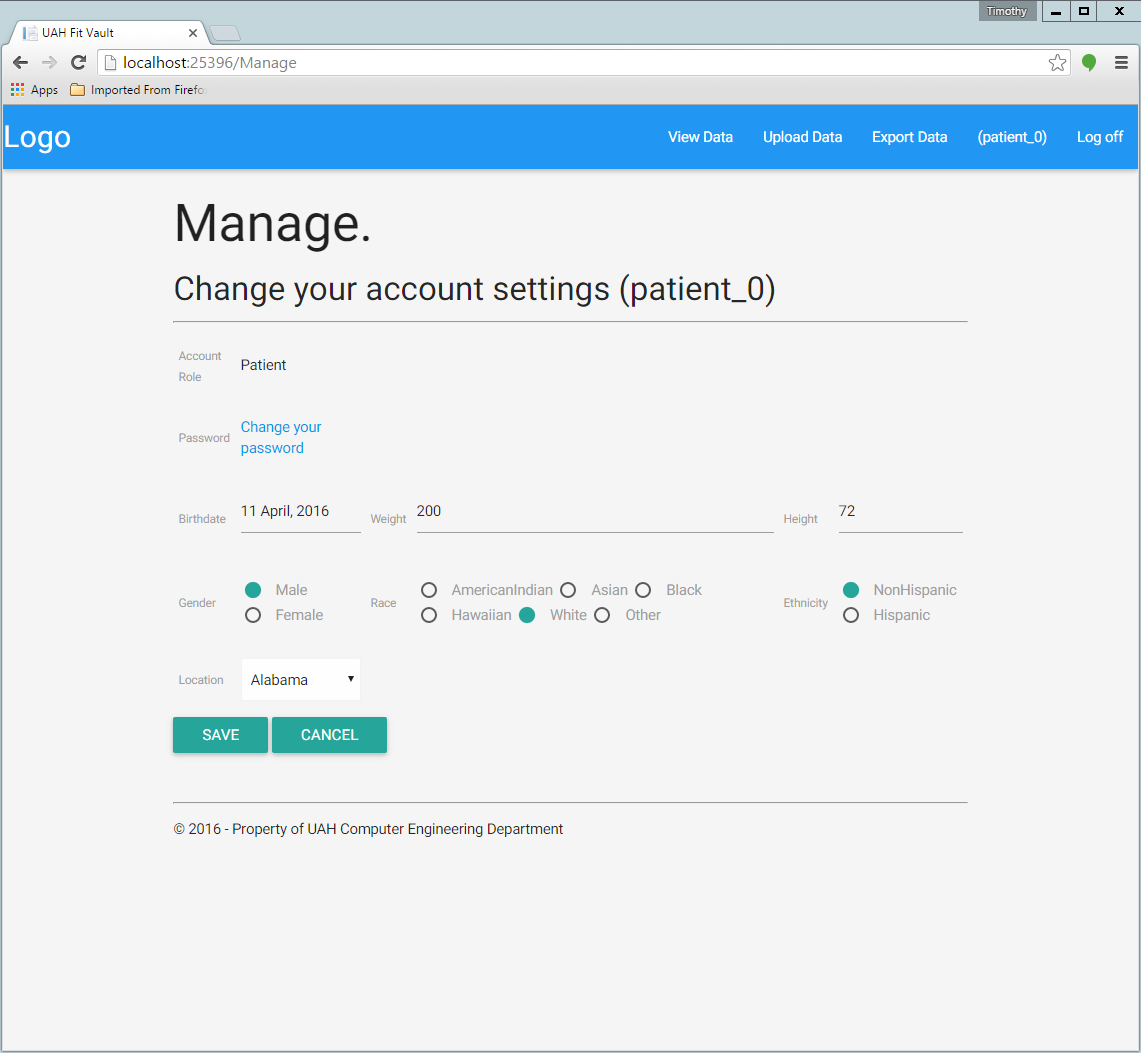 Timothy
UAH Fit Vault
localhost:25396/Manage
Apps Imported From Firefo
Logo View Data Upload Data Export Data (patient_0) Log off
Manage.
Change your account settings (patient_0)
Account
Role
Patient
Password
Change your
password
Birthdate 11 April, 2016 Weight 200 Height 72
Gender
Male
Female
Race
AmericanIndian Asian Black
Hawaiian White Other
Ethnicity
NonHispanic
Hispanic
Location Alabama
SAVE CANCEL
© 2016 - Property of UAH Computer Engineering Department